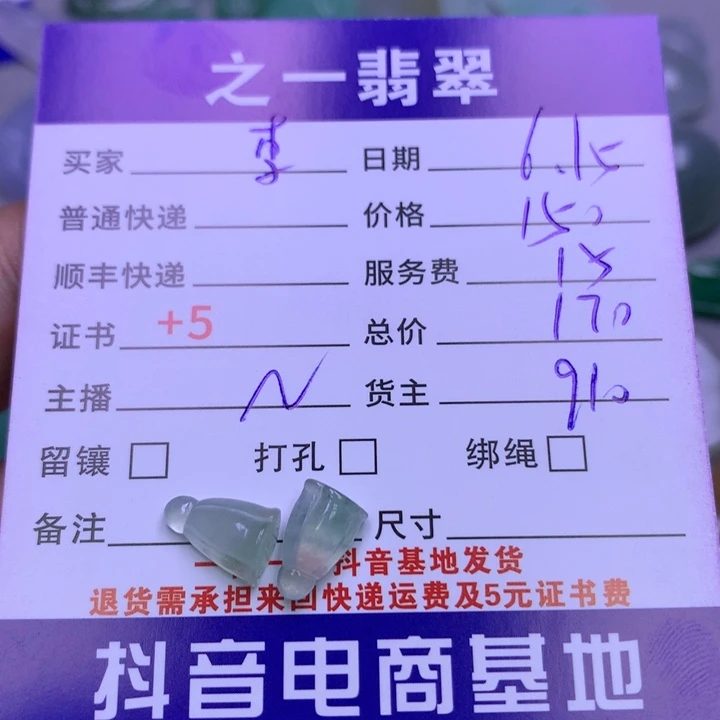 之一翡翠
买家 李 日期 6.15
普通快递 价格 150
顺丰快递 服务费 15
证书 +5 总价 170
主播 N 货主 910
留镶 打孔 绑绳
备注 尺寸
抖音基地发货
退货需承担来回快递运费及5元证书费
抖音电商基地